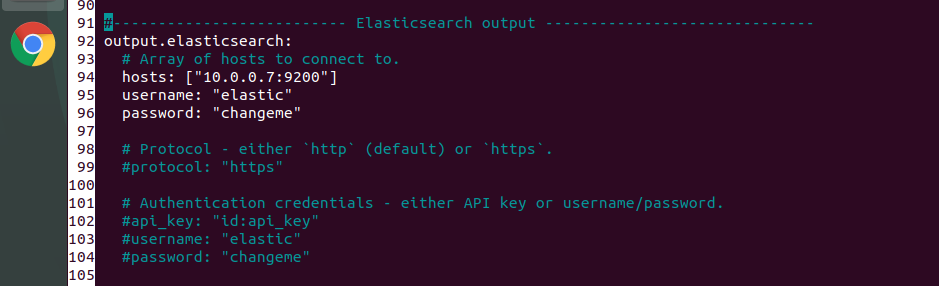 90
91 #-------------------------- Elasticsearch output ------------------------------
92 output.elasticsearch:
93   # Array of hosts to connect to.
94   hosts: ["10.0.0.7:9200"]
95   username: "elastic"
96   password: "changeme"
97
98   # Protocol - either `http` (default) or `https`.
99   #protocol: "https"
100
101   # Authentication credentials - either API key or username/password.
102   #api_key: "id:api_key"
103   #username: "elastic"
104   #password: "changeme"
105